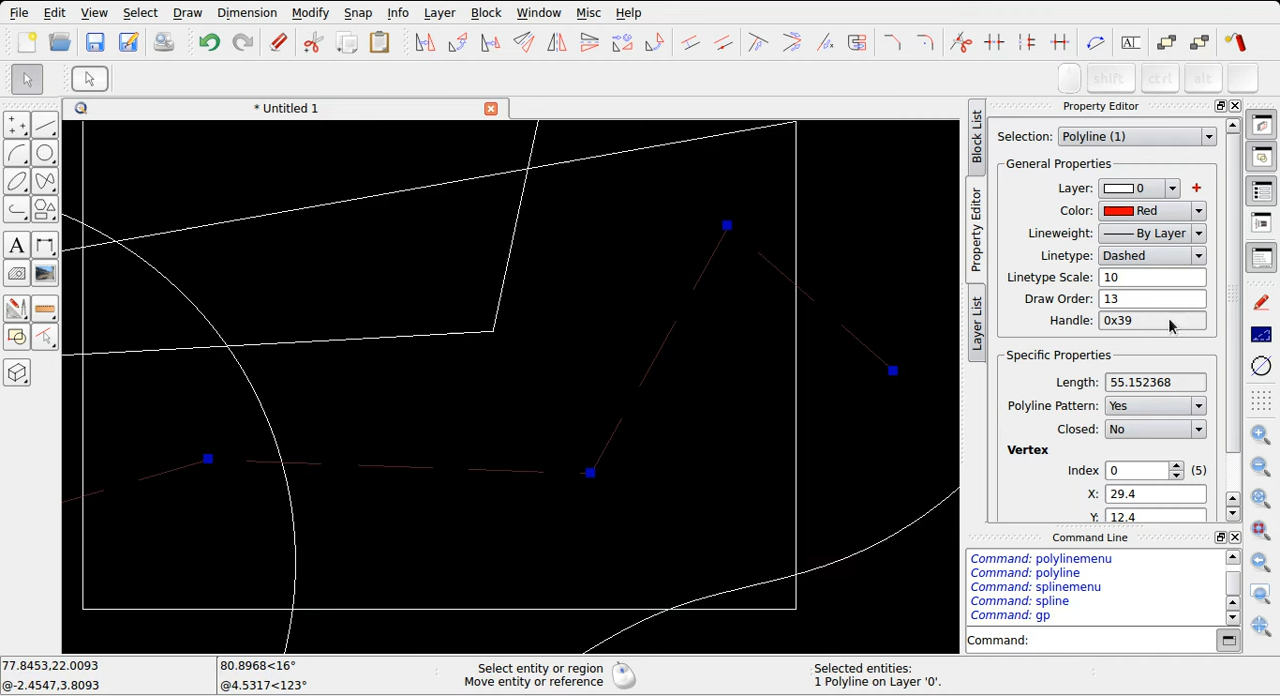 File Edit View Select Draw Dimension Modify Snap Info Layer Block Window Misc Help
shift ctrl alt
* Untitled 1
Property Editor
Block List
Property Editor
Layer List
Selection: Polyline (1)
General Properties
Layer: 0
Color: Red
Lineweight: By Layer
Linetype: Dashed
Linetype Scale: 10
Draw Order: 13
Handle: 0x39
Specific Properties
Length: 55.152368
Polyline Pattern: Yes
Closed: No
Vertex
Index 0 (5)
X: 29.4
Y: 12.4
Command Line
Command: polylinemenu
Command: polyline
Command: splinemenu
Command: spline
Command: gp
Command:
A
77.8453,22.0093
@-2.4547,3.8093
80.8968<16°
@4.5317<123°
Select entity or region
Move entity or reference
Selected entities:
1 Polyline on Layer '0'.